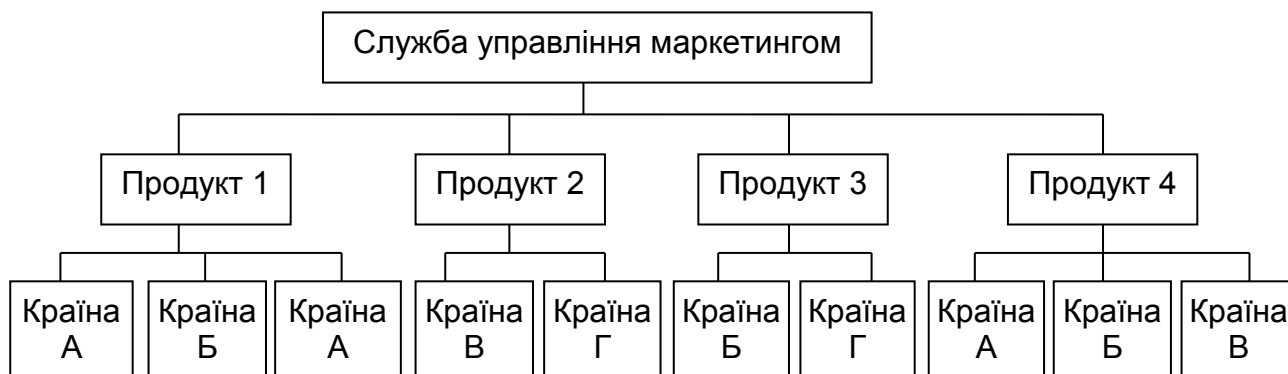 Служба управління маркетингом
Продукт 1
Продукт 2
Продукт 3
Продукт 4
Країна
А
Країна
Б
Країна
А
Країна
В
Країна
Г
Країна
Б
Країна
Г
Країна
А
Країна
Б
Країна
В